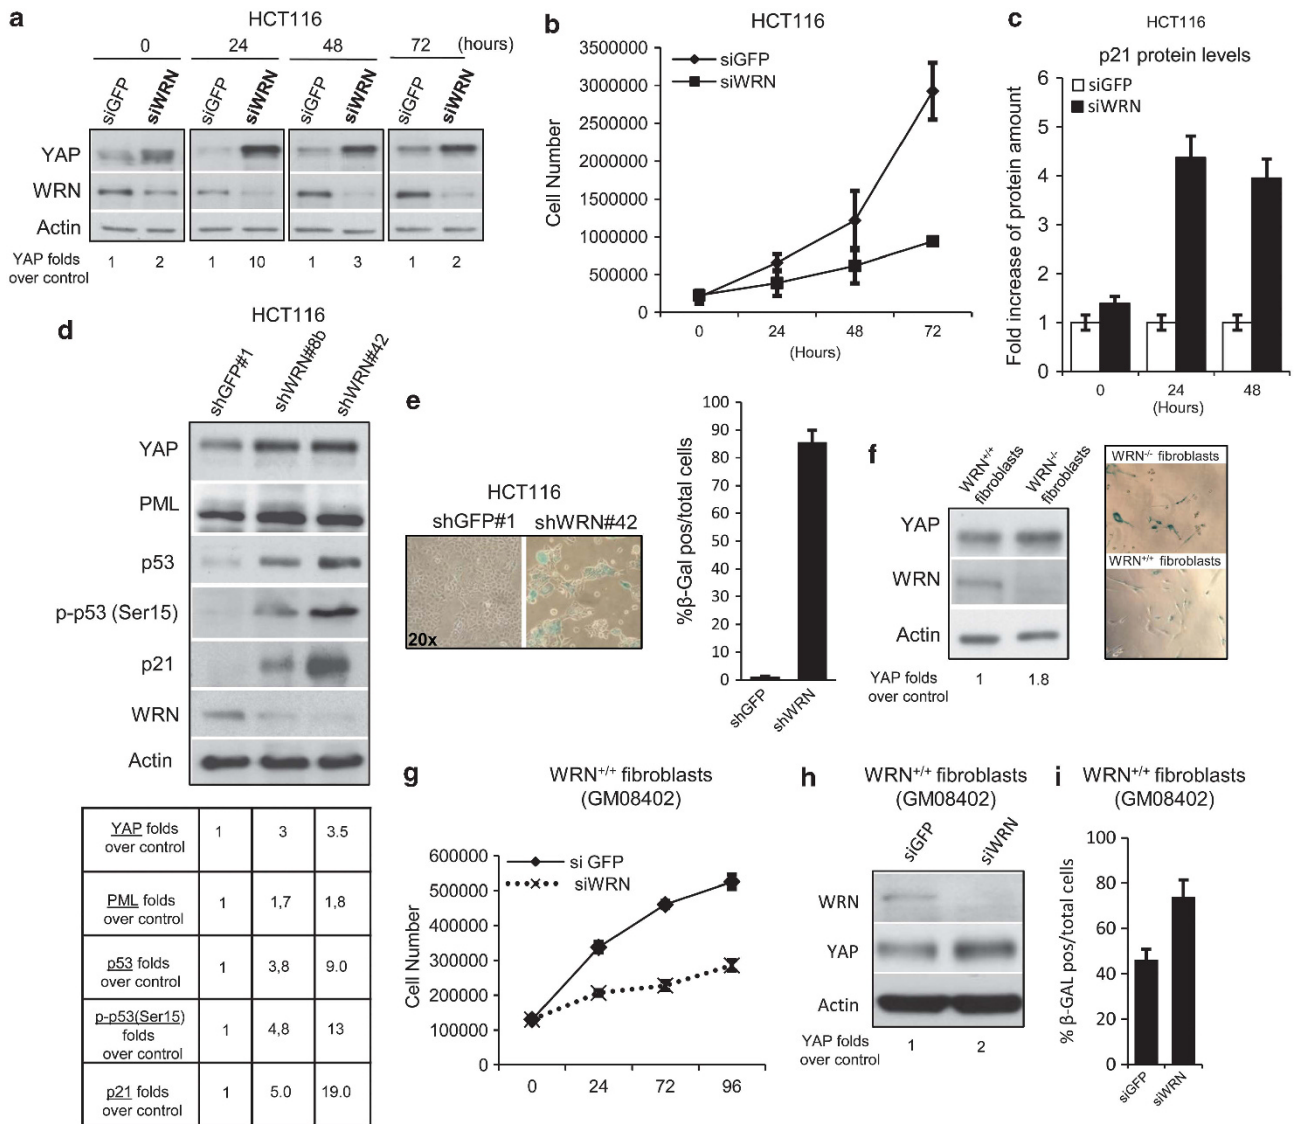 a
HCT116
0 24 48 72 (hours)
siGFP siWRN siGFP siWRN siGFP siWRN siGFP siWRN
YAP
WRN
Actin
YAP folds
over control
1 2 1 10 1 3 1 2
b
HCT116
siGFP
siWRN
Cell Number
3500000
3000000
2500000
2000000
1500000
1000000
500000
0
0 24 48 72
(Hours)
c
HCT116
p21 protein levels
siGFP
siWRN
Fold increase of protein amount
6
5
4
3
2
1
0
0 24 48
(Hours)
d
HCT116
shGFP#1 shWRN#8b shWRN#42
YAP
PML
p53
p-p53 (Ser15)
p21
WRN
Actin
YAP folds
over control
1 3 3.5
PML folds
over control
1 1,7 1,8
p53 folds
over control
1 3,8 9.0
p-p53(Ser15)
folds
over control
1 4,8 13
p21 folds
over control
1 5.0 19.0
e
HCT116
shGFP#1 shWRN#42
20x
%β-Gal pos/total cells
100
90
80
70
60
50
40
30
20
10
0
shGFP shWRN
f
WRN+/+
fibroblasts
WRN-/-
fibroblasts
YAP
WRN
Actin
YAP folds
over control
1 1.8
WRN-/- fibroblasts
WRN+/+ fibroblasts
g
WRN+/+ fibroblasts
(GM08402)
si GFP
siWRN
Cell Number
600000
500000
400000
300000
200000
100000
0
0 24 72 96
h
WRN+/+ fibroblasts
(GM08402)
siGFP siWRN
WRN
YAP
Actin
YAP folds
over control
1 2
i
WRN+/+ fibroblasts
(GM08402)
% β-GAL pos/total cells
100
80
60
40
20
0
siGFP siWRN